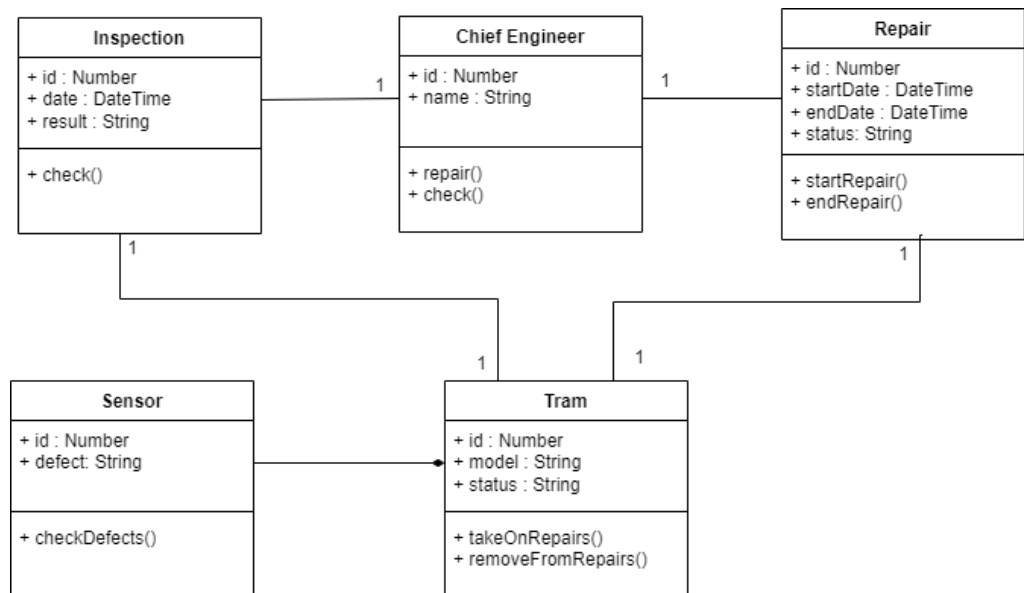 Inspection
+ id : Number
+ date : DateTime
+ result : String
+ check()
1
Chief Engineer
+ id : Number
+ name : String
+ repair()
+ check()
1
Repair
+ id : Number
+ startDate : DateTime
+ endDate : DateTime
+ status: String
+ startRepair()
+ endRepair()
1
1
1
1
Sensor
+ id : Number
+ defect: String
+ checkDefects()
Tram
+ id : Number
+ model : String
+ status : String
+ takeOnRepairs()
+ removeFromRepairs()